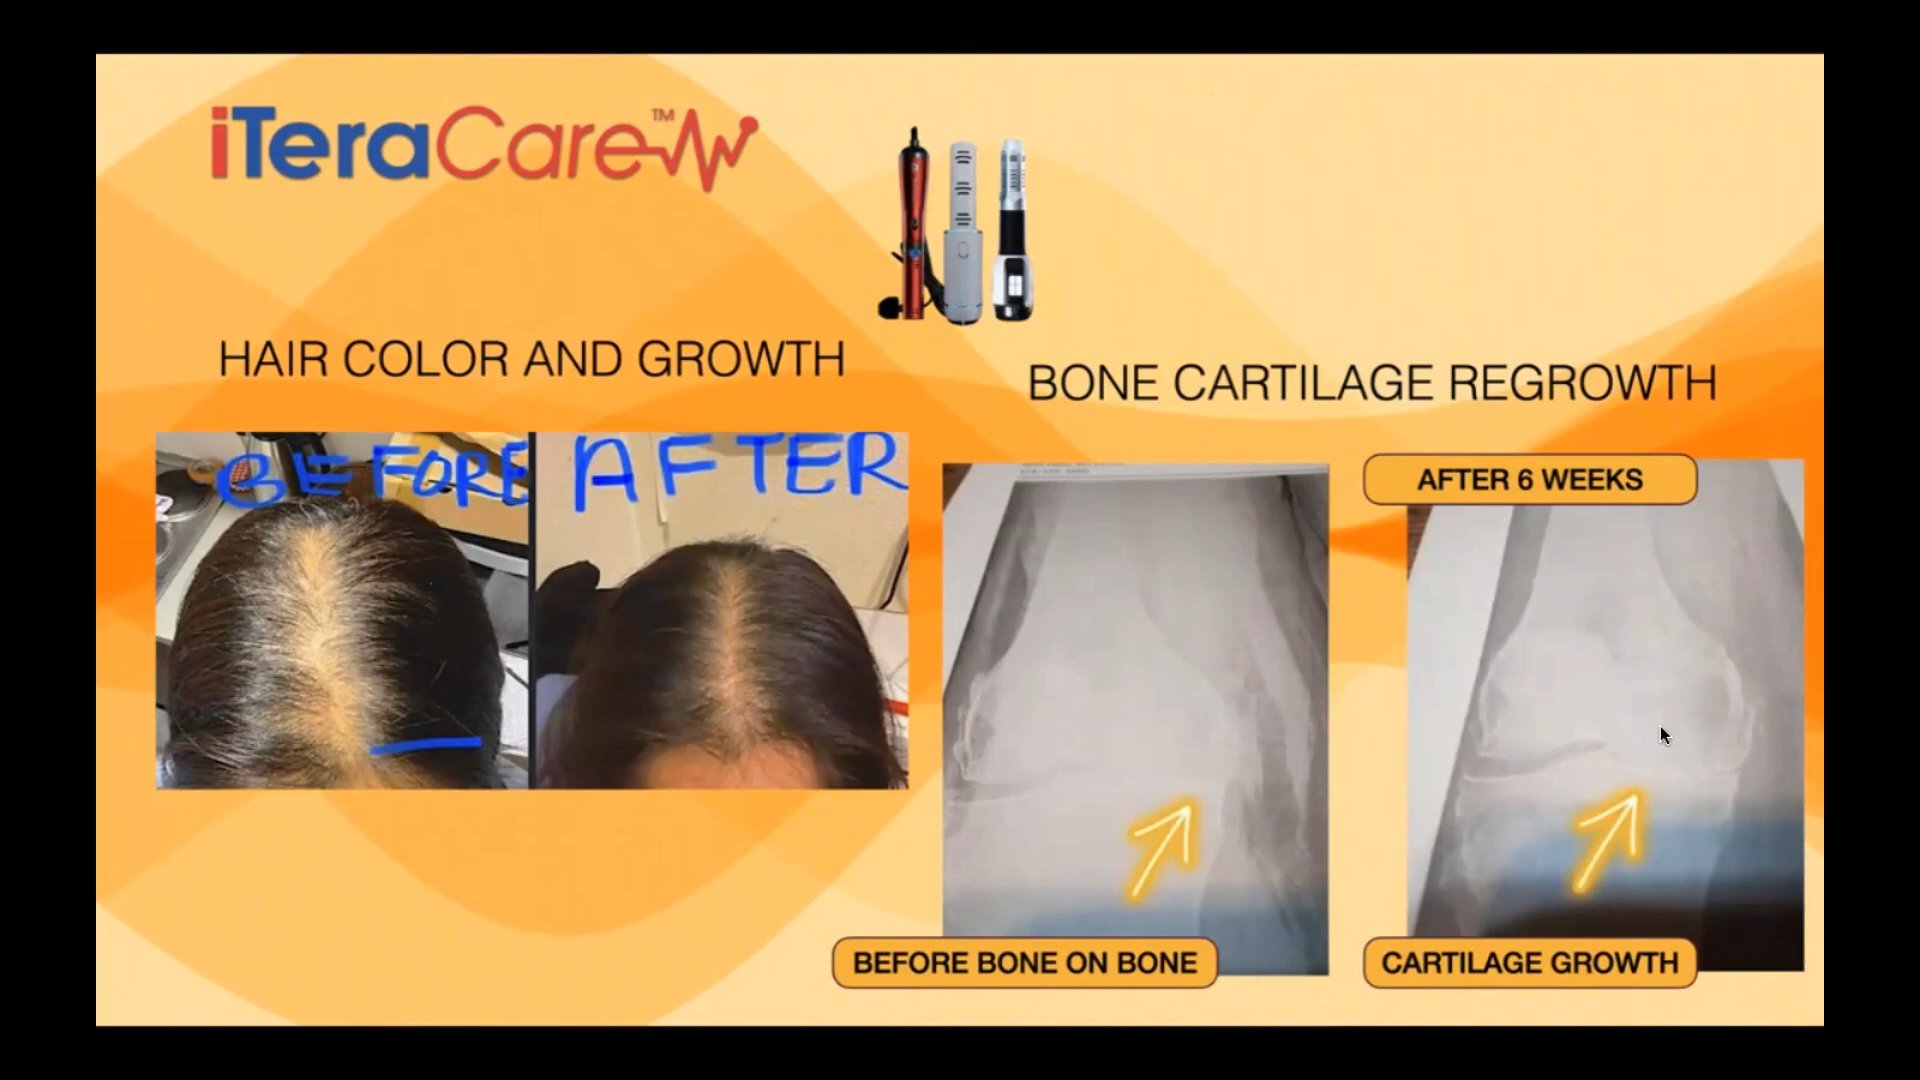 iTeraCare™
HAIR COLOR AND GROWTH
BONE CARTILAGE REGROWTH
BEFORE
AFTER
AFTER 6 WEEKS
BEFORE BONE ON BONE
CARTILAGE GROWTH